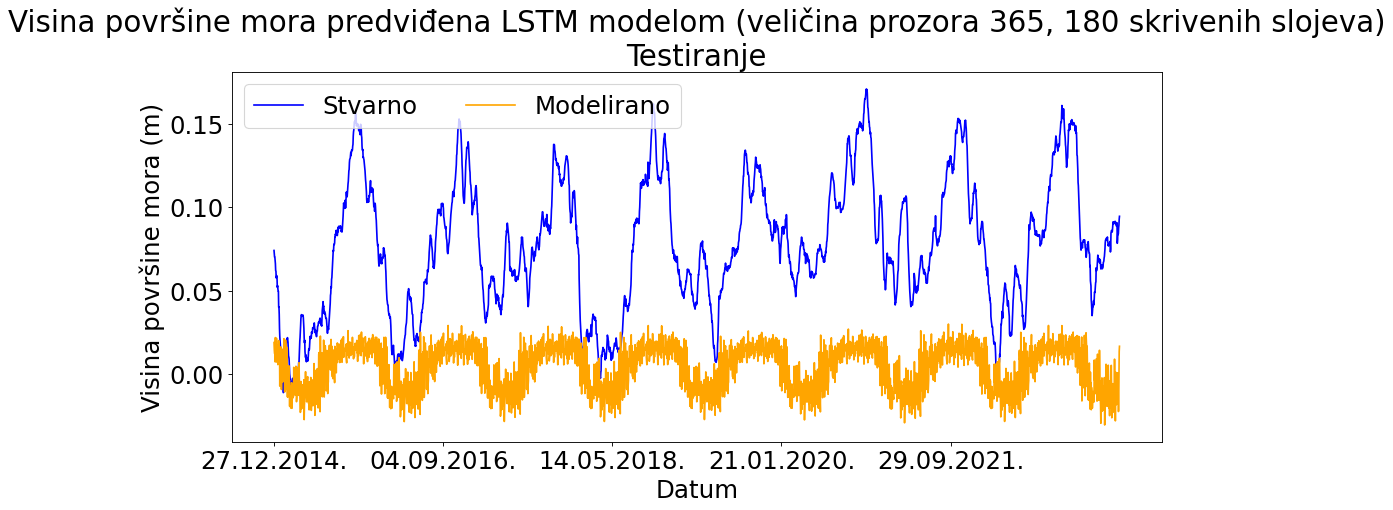 Visina površine mora predviđena LSTM modelom (veličina prozora 365, 180 skrivenih slojeva)
Testiranje
Stvarno Modelirano
Visina površine mora (m)
0.15
0.10
0.05
0.00
27.12.2014. 04.09.2016. 14.05.2018. 21.01.2020. 29.09.2021.
Datum